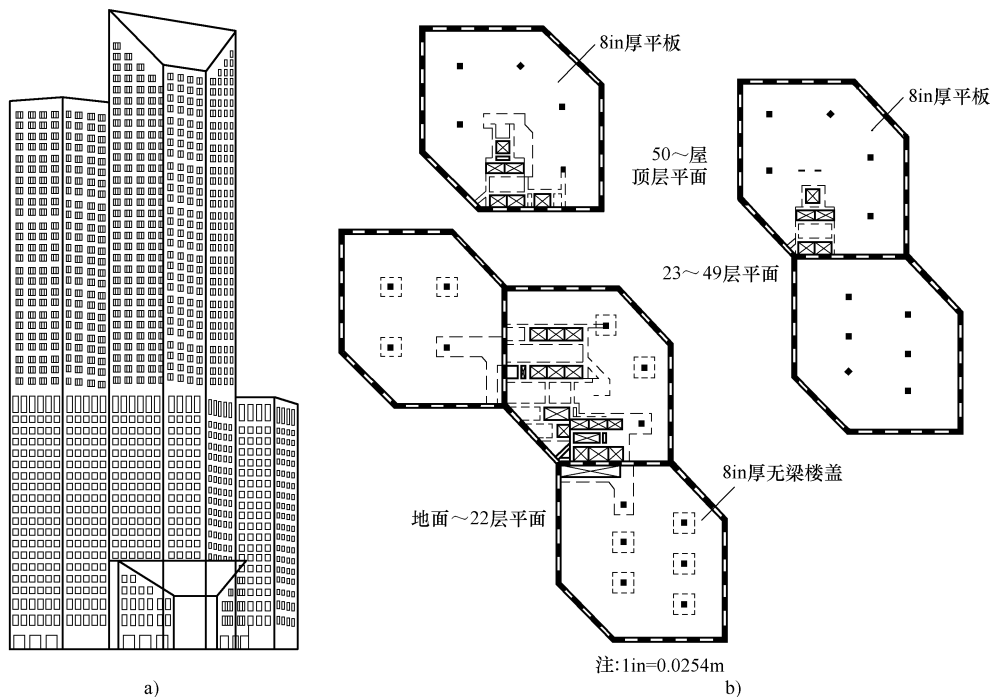 8in厚平板
8in厚平板
50～屋
顶层平面
23～49层平面
8in厚无梁楼盖
地面～22层平面
注:1in=0.0254m
a)
b)